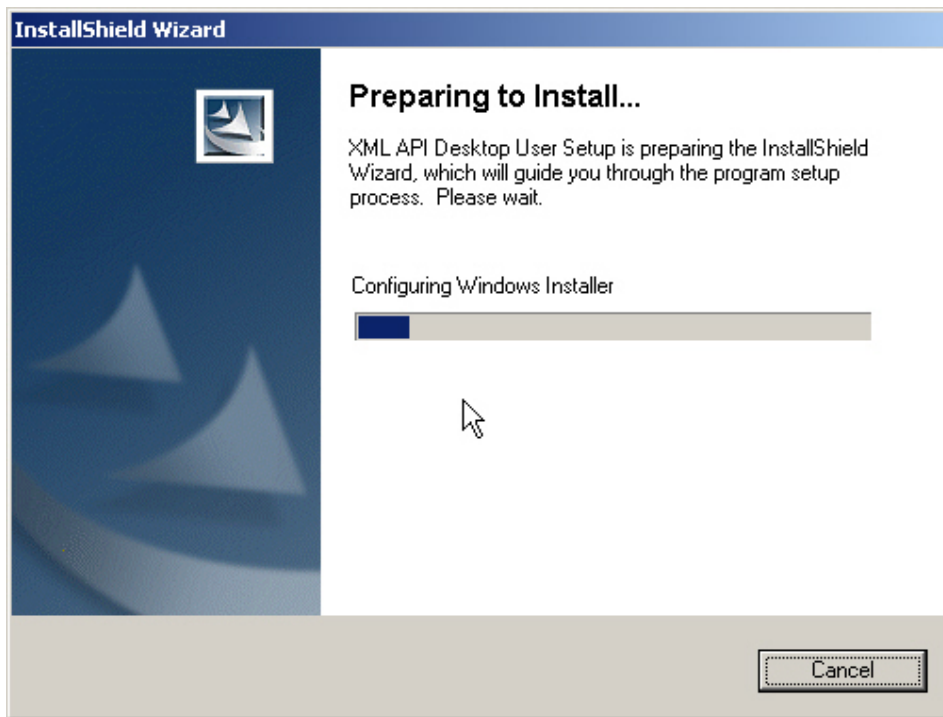 InstallShield Wizard
Preparing to Install...
XML API Desktop User Setup is preparing the InstallShield
Wizard, which will guide you through the program setup
process.  Please wait.
Configuring Windows Installer
Cancel